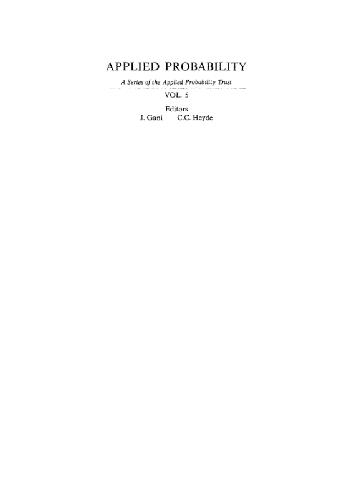 APPLIED PROBABILITY
A Series of the Applied Probability Trust
VOL. 5
Editors
J. Gani C.C. Heyde